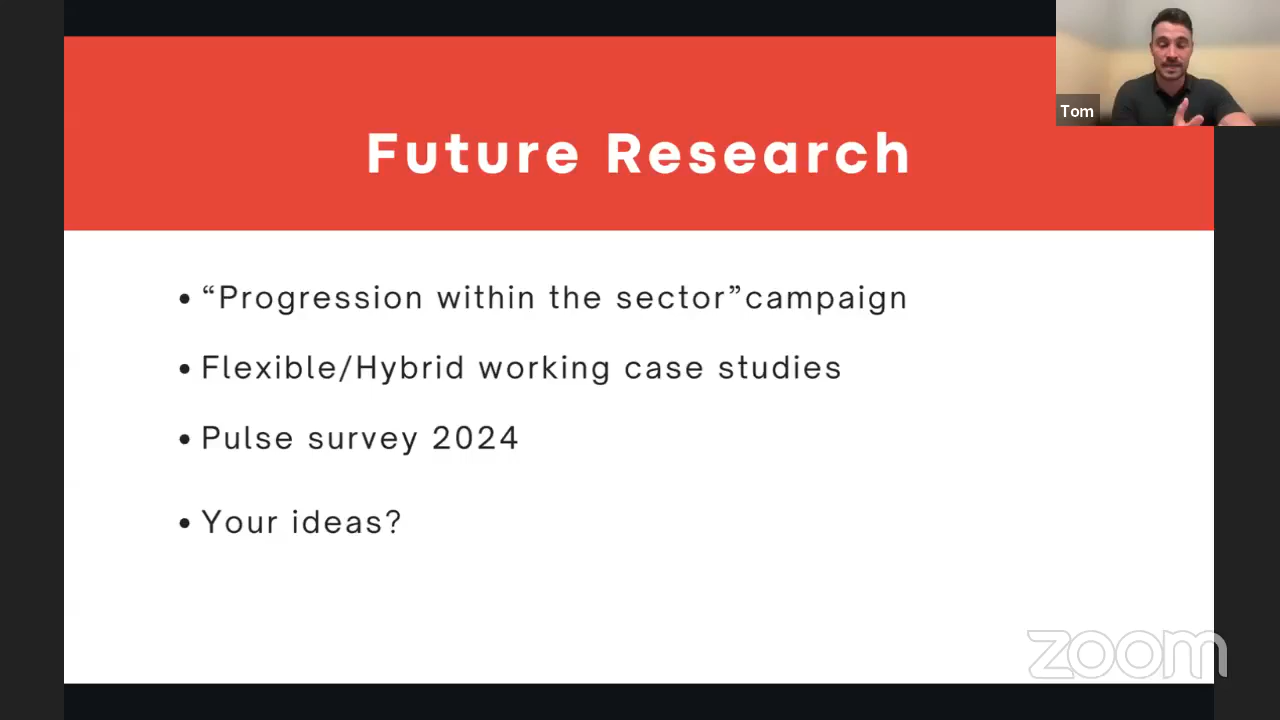 Tom
Future Research
• “Progression within the sector”campaign
• Flexible/Hybrid working case studies
• Pulse survey 2024
• Your ideas?
zoom